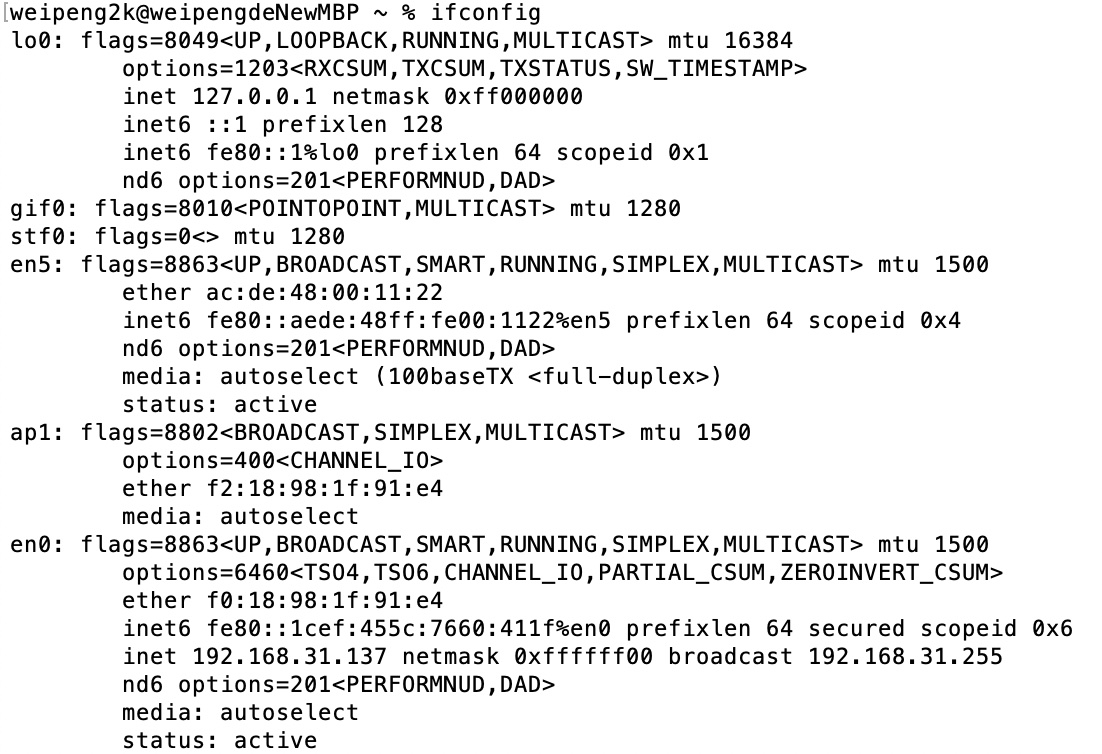 [weipeng2k@weipengdeNewMBP ~ % ifconfig
lo0: flags=8049<UP,LOOPBACK,RUNNING,MULTICAST> mtu 16384
options=1203<RXCSUM,TXCSUM,TXSTATUS,SW_TIMESTAMP>
inet 127.0.0.1 netmask 0xff000000
inet6 ::1 prefixlen 128
inet6 fe80::1%lo0 prefixlen 64 scopeid 0x1
nd6 options=201<PERFORMNUD,DAD>
gif0: flags=8010<POINTOPOINT,MULTICAST> mtu 1280
stf0: flags=0<> mtu 1280
en5: flags=8863<UP,BROADCAST,SMART,RUNNING,SIMPLEX,MULTICAST> mtu 1500
ether ac:de:48:00:11:22
inet6 fe80::aede:48ff:fe00:1122%en5 prefixlen 64 scopeid 0x4
nd6 options=201<PERFORMNUD,DAD>
media: autoselect (100baseTX <full-duplex>)
status: active
ap1: flags=8802<BROADCAST,SIMPLEX,MULTICAST> mtu 1500
options=400<CHANNEL_IO>
ether f2:18:98:1f:91:e4
media: autoselect
en0: flags=8863<UP,BROADCAST,SMART,RUNNING,SIMPLEX,MULTICAST> mtu 1500
options=6460<TSO4,TSO6,CHANNEL_IO,PARTIAL_CSUM,ZEROINVERT_CSUM>
ether f0:18:98:1f:91:e4
inet6 fe80::1cef:455c:7660:411f%en0 prefixlen 64 secured scopeid 0x6
inet 192.168.31.137 netmask 0xffffff00 broadcast 192.168.31.255
nd6 options=201<PERFORMNUD,DAD>
media: autoselect
status: active